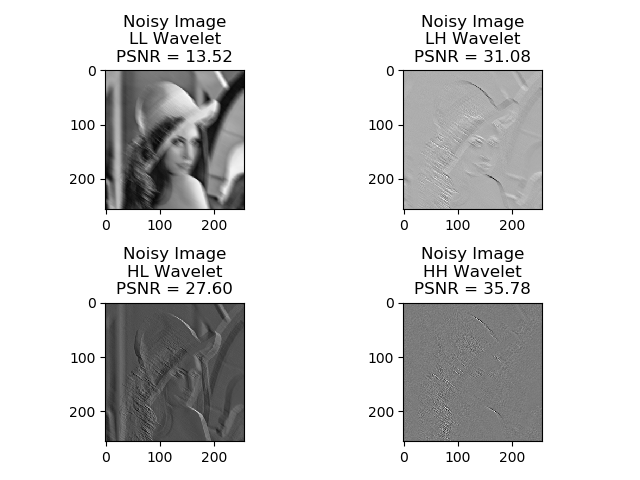 Noisy Image
LL Wavelet
PSNR = 13.52
0
100
200
0 100 200
Noisy Image
LH Wavelet
PSNR = 31.08
0
100
200
0 100 200
Noisy Image
HL Wavelet
PSNR = 27.60
0
100
200
0 100 200
Noisy Image
HH Wavelet
PSNR = 35.78
0
100
200
0 100 200